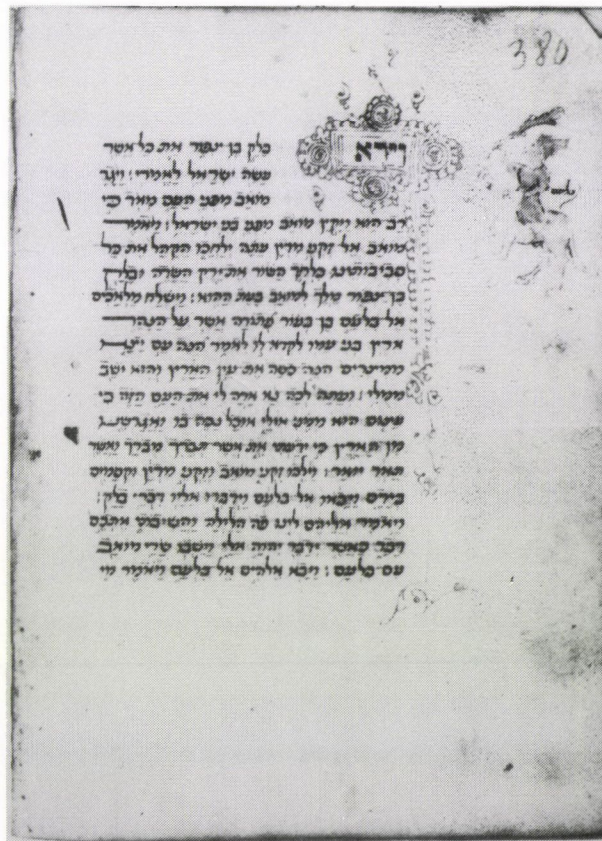 380
וירא
בלק בן צפור את כל אשר
עשה ישראל לאמרי : ויגר
מואב מפני העם מאד כי
רב הוא ויקץ מואב מפני בני ישראל : ויאמר
מואב אל זקני מדין עתה ילחכו הקהל את כל
סביבותינו כלחך השור את ירק השדה ובלק
בן צפור מלך למואב בעת ההוא : וישלח מלאכים
אל בלעם בן בעור פתורה אשר על הנהר
ארץ בני עמו לקרא לו לאמר הנה עם יצא
ממצרים הנה כסה את עין הארץ והוא ישב
ממלי : ועתה לכה נא ארה לי את העם הזה כי
עצום הוא ממני אולי אוכל נכה בו ואגרשנו
מן הארץ כי ידעתי את אשר תברך מברך ואשר
תאר יואר : וילכו זקני מואב וזקני מדין וקסמים
בידם ויבאו אל בלעם וידברו אליו דברי בלק :
ויאמר אליהם לינו פה הלילה והשיבתי אתכם
דבר כאשר ידבר יהוה אלי וישבו שרי מואב
עם בלעם : ויבא אלהים אל בלעם ויאמר מי